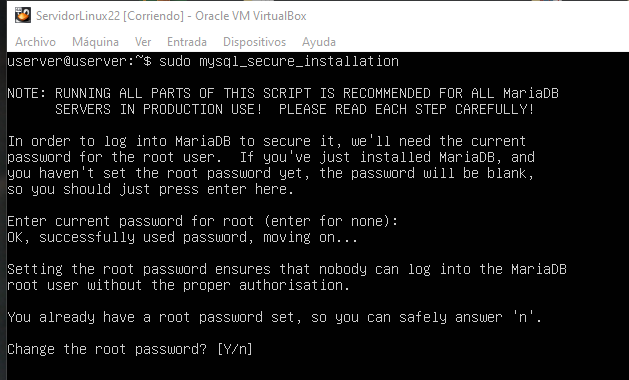 ServidorLinux22 [Corriendo] - Oracle VM VirtualBox
Archivo Máquina Ver Entrada Dispositivos Ayuda
userver@userver:~$ sudo mysql_secure_installation
NOTE: RUNNING ALL PARTS OF THIS SCRIPT IS RECOMMENDED FOR ALL MariaDB
SERVERS IN PRODUCTION USE! PLEASE READ EACH STEP CAREFULLY!
In order to log into MariaDB to secure it, we'll need the current
password for the root user. If you've just installed MariaDB, and
you haven't set the root password yet, the password will be blank,
so you should just press enter here.
Enter current password for root (enter for none):
OK, successfully used password, moving on...
Setting the root password ensures that nobody can log into the MariaDB
root user without the proper authorisation.
You already have a root password set, so you can safely answer 'n'.
Change the root password? [Y/n]